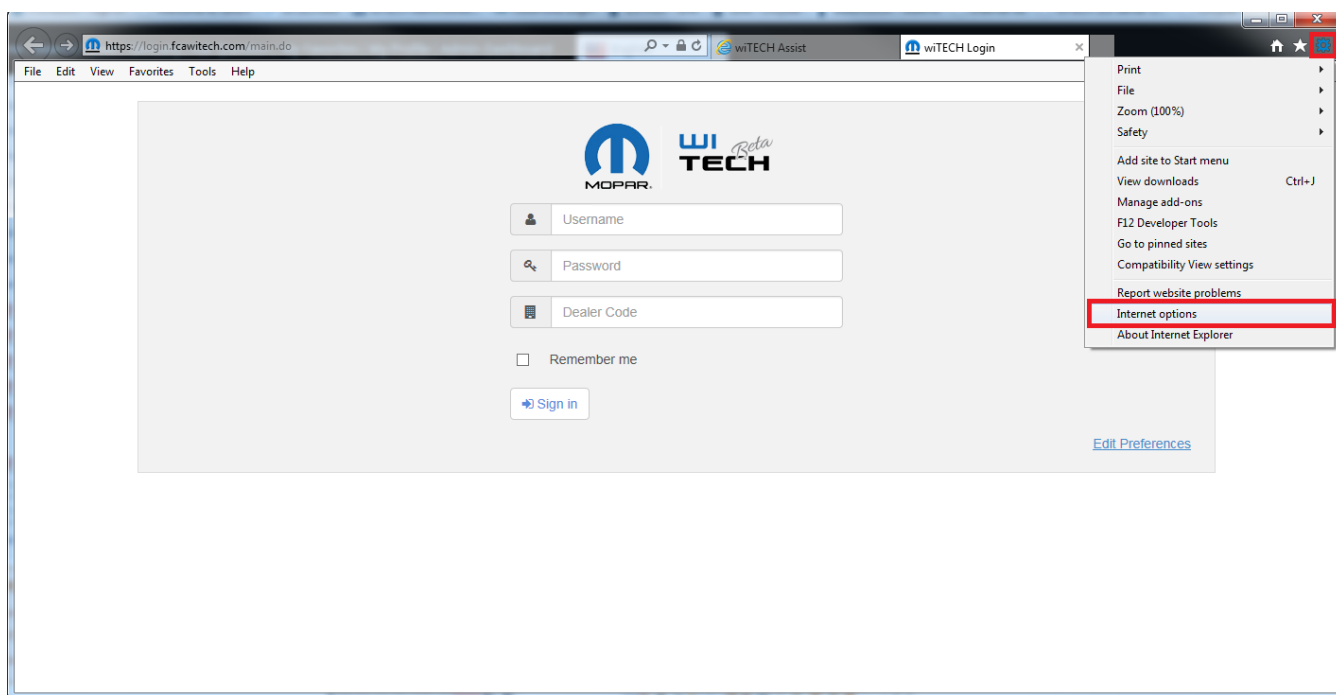 https://login.fcawitech.com/main.do
wiTECH Assist
wiTECH Login
File Edit View Favorites Tools Help
Print
File
Zoom (100%)
Safety
Add site to Start menu
View downloads Ctrl+J
Manage add-ons
F12 Developer Tools
Go to pinned sites
Compatibility View settings
Report website problems
Internet options
About Internet Explorer
MOPAR.
WI Beta
TECH
Username
Password
Dealer Code
Remember me
Sign in
Edit Preferences